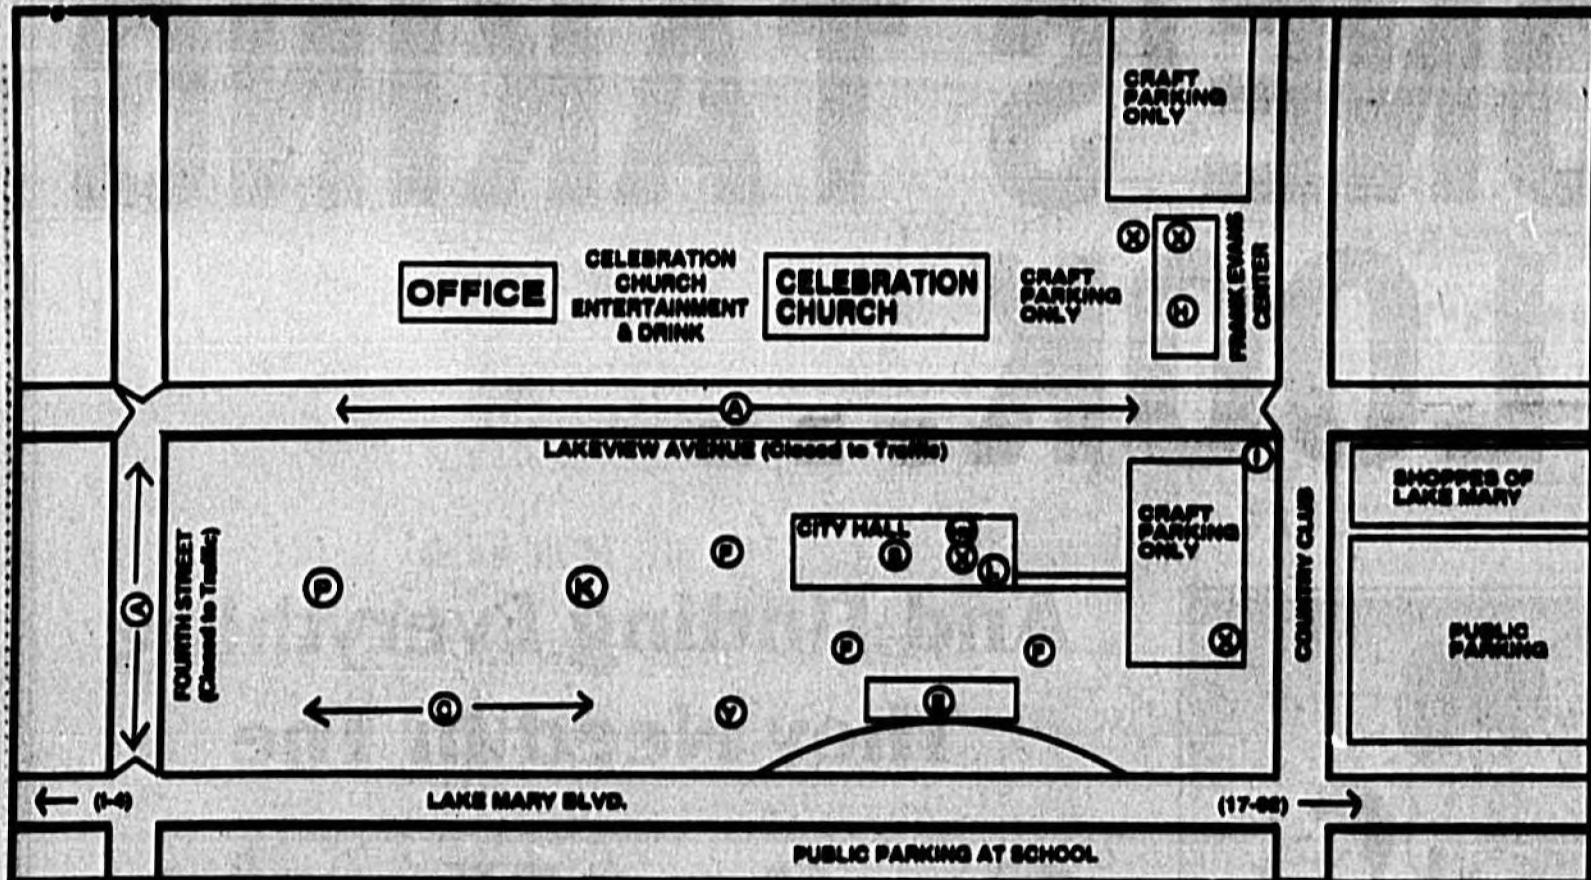 CRAFT
PARKING
ONLY
X
X
H
FRANK EVANS
CENTER
OFFICE
CELEBRATION
CHURCH
ENTERTAINMENT
& DRINK
CELEBRATION
CHURCH
CRAFT
PARKING
ONLY
A
LAKEVIEW AVENUE (Closed to Traffic)
I
SHOPPES OF
LAKE MARY
CITY HALL
X
L
CRAFT
PARKING
ONLY
X
COUNTRY CLUB
PUBLIC
PARKING
A
FOURTH STREET
(Closed to Traffic)
P
K
F
F
Y
(I-4)
LAKE MARY BLVD.
(17-92)
PUBLIC PARKING AT SCHOOL